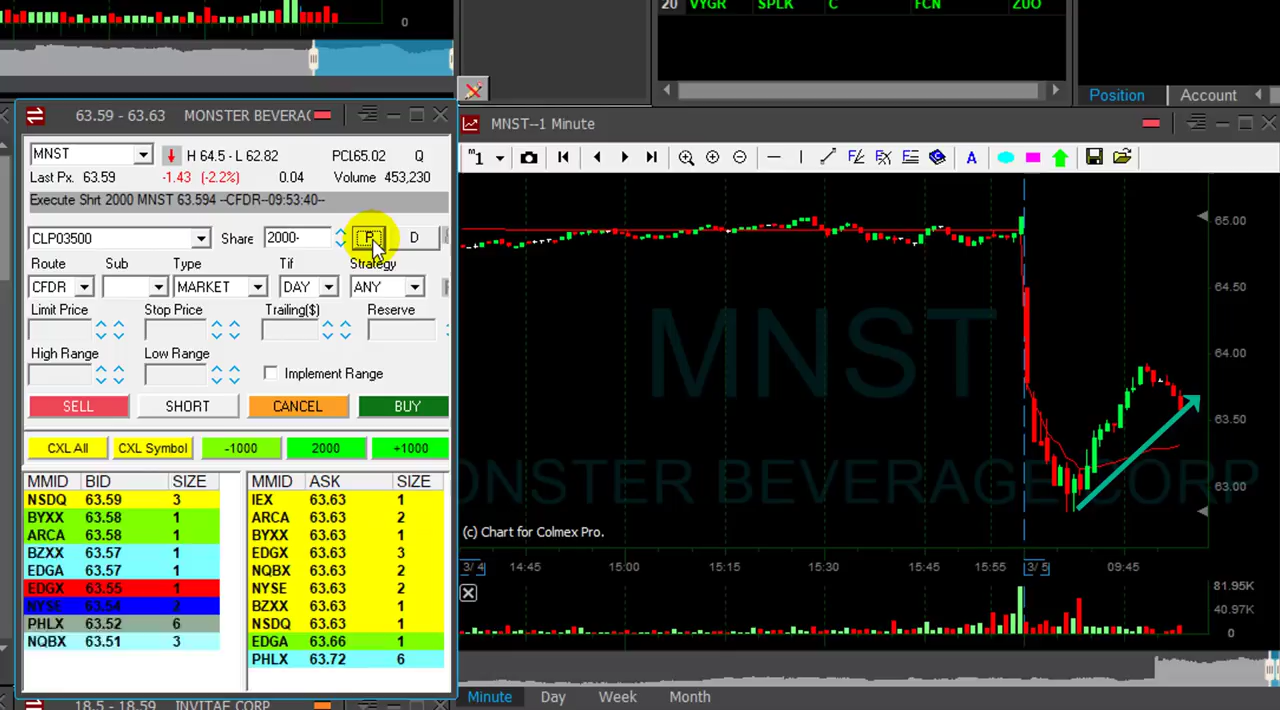 0
20 VYGR SPLK C FCN ZUO
Position Account
63.59 - 63.63 MONSTER BEVERAG
MNST--1 Minute
MNST H 64.5 - L 62.82 PCL65.02 Q
Last Px. 63.59 -1.43 (-2.2%) 0.04 Volume 453,230
Execute Shrt 2000 MNST 63.594 --CFDR--09:53:40--
CLP03500 Share 2000- P D
Route Sub Type Tif Strategy
CFDR MARKET DAY ANY
Limit Price Stop Price Trailing($) Reserve
High Range Low Range
Implement Range
SELL SHORT CANCEL BUY
CXL All CXL Symbol -1000 2000 +1000
MMID BID SIZE MMID ASK SIZE
NSDQ 63.59 3 IEX 63.63 1
BYXX 63.58 1 ARCA 63.63 2
ARCA 63.58 1 BYXX 63.63 1
BZXX 63.57 1 EDGX 63.63 3
EDGA 63.57 1 NQBX 63.63 2
EDGX 63.55 1 NYSE 63.63 2
NYSE 63.54 2 BZXX 63.63 1
PHLX 63.52 6 NSDQ 63.63 1
NQBX 63.51 3 EDGA 63.66 1
PHLX 63.72 6
18.5 - 18.59 INVITAE CORP
m1
A
65.00
64.50
64.00
63.50
63.00
MNST
MONSTER BEVERAGE CORP
(c) Chart for Colmex Pro.
3/ 4 14:45 15:00 15:15 15:30 15:45 15:55 3/ 5 09:45
81.95K
40.97K
0
Minute Day Week Month